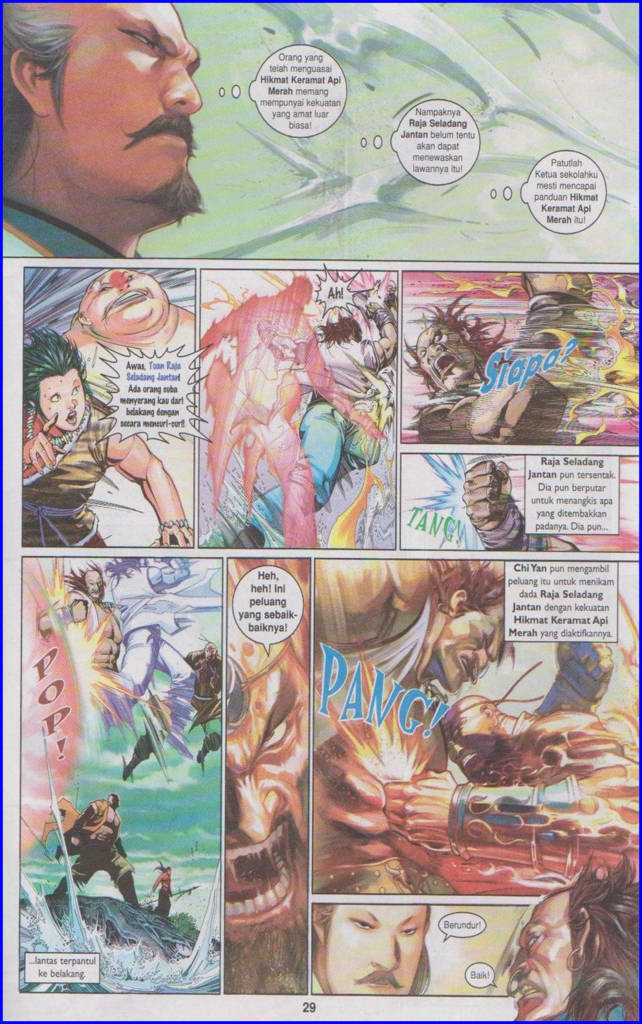 Orang yang
telah menguasai
Hikmat Keramat Api
Merah memang
mempunyai kekuatan
yang amat luar
biasa!
Nampaknya
Raja Seladang
Jantan belum tentu
akan dapat
menewaskan
lawannya itu!
Patutlah
Ketua sekolahku
mesti mencapai
panduan Hikmat
Keramat Api
Merah itu!
Awas, Tuan Raja
Seladang Jantan!
Ada orang cuba
menyerang kau dari
belakang dengan
secara mencuri-curi!
Ah!
Siapa?
TANG!
Raja Seladang
Jantan pun tersentak.
Dia pun berputar
untuk menangkis apa
yang ditembakkan
padanya. Dia pun...
POP!
...lantas terpantul
ke belakang.
Heh,
heh! Ini
peluang
yang sebaik-
baiknya!
Chi Yan pun mengambil
peluang itu untuk menikam
dada Raja Seladang
Jantan dengan kekuatan
Hikmat Keramat Api
Merah yang diaktifkannya.
PANG!
Berundur!
Baik!
29